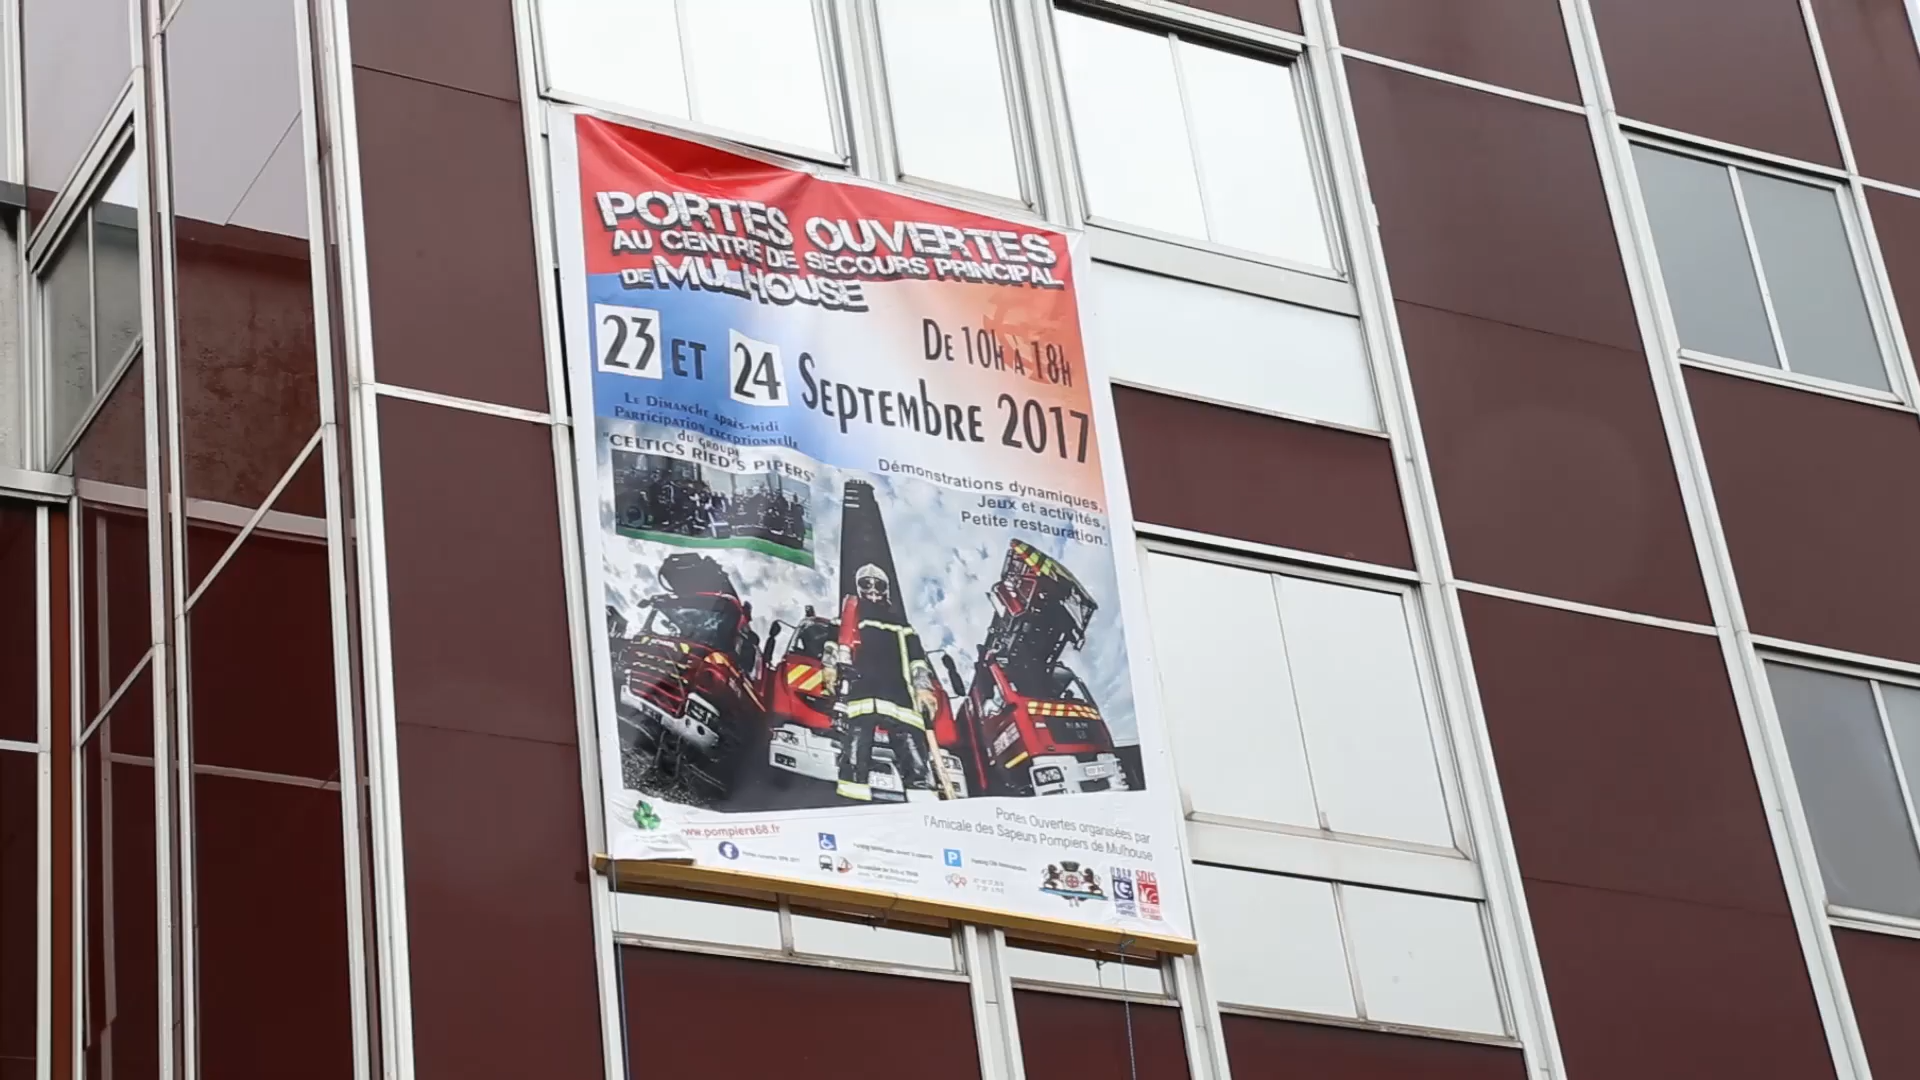 PORTES OUVERTES
AU CENTRE DE SECOURS PRINCIPAL
DE MULHOUSE
23 ET 24 SEPTEMBRE 2017
DE 10H A 18H
LE DIMANCHE APRÈS-MIDI
PARTICIPATION EXCEPTIONNELLE
DU GROUPE
"CELTICS RIED'S PIPERS"
Démonstrations dynamiques,
Jeux et activités,
Petite restauration.
www.pompiers68.fr
Portes Ouvertes organisées par
l'Amicale des Sapeurs Pompiers de Mulhouse
P
SDIS